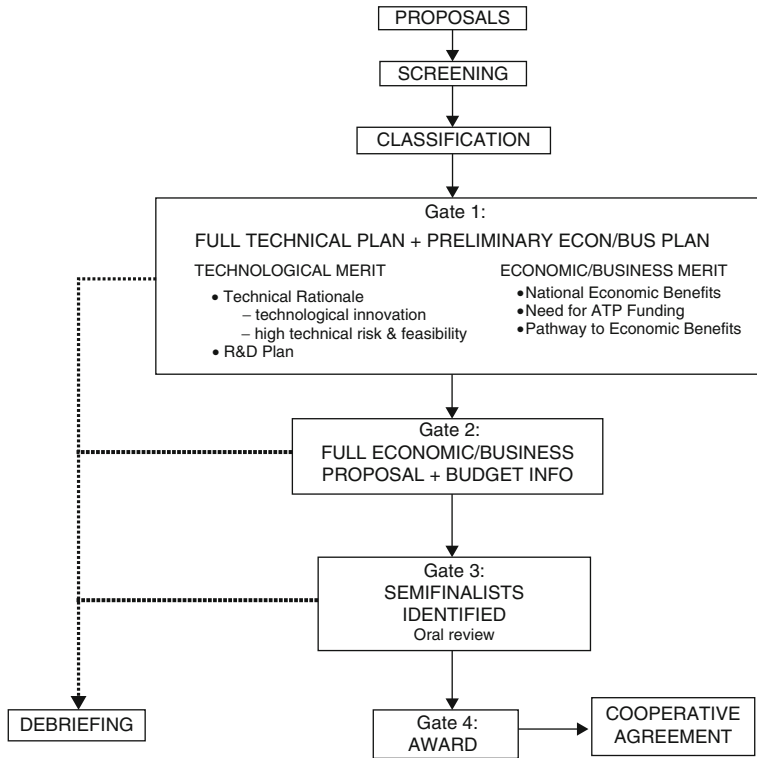 PROPOSALS
SCREENING
CLASSIFICATION
Gate 1:
FULL TECHNICAL PLAN + PRELIMINARY ECON/BUS PLAN
TECHNOLOGICAL MERIT
• Technical Rationale
– technological innovation
– high technical risk & feasibility
• R&D Plan
ECONOMIC/BUSINESS MERIT
•National Economic Benefits
•Need for ATP Funding
•Pathway to Economic Benefits
Gate 2:
FULL ECONOMIC/BUSINESS
PROPOSAL + BUDGET INFO
Gate 3:
SEMIFINALISTS
IDENTIFIED
Oral review
DEBRIEFING
Gate 4:
AWARD
COOPERATIVE
AGREEMENT